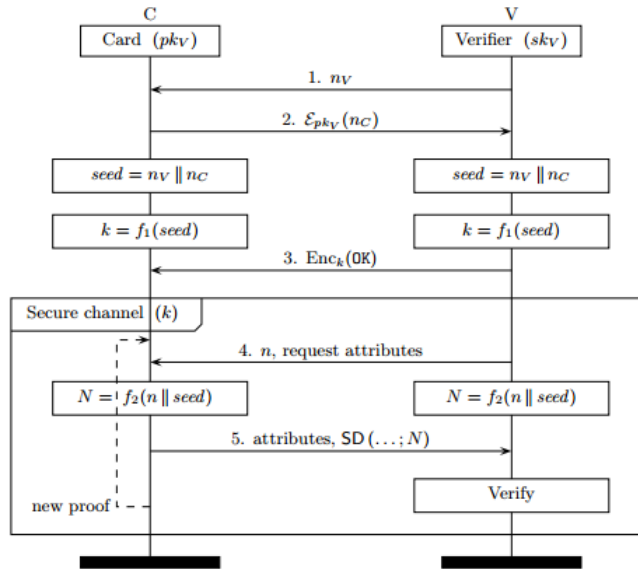 C V
Card (pk_V) Verifier (sk_V)
1. n_V
2. ℰ_{pk_V}(n_C)
seed = n_V ∥ n_C seed = n_V ∥ n_C
k = f_1(seed) k = f_1(seed)
3. Enc_k(OK)
Secure channel (k)
4. n, request attributes
N = f_2(n ∥ seed) N = f_2(n ∥ seed)
5. attributes, SD (...; N)
new proof Verify